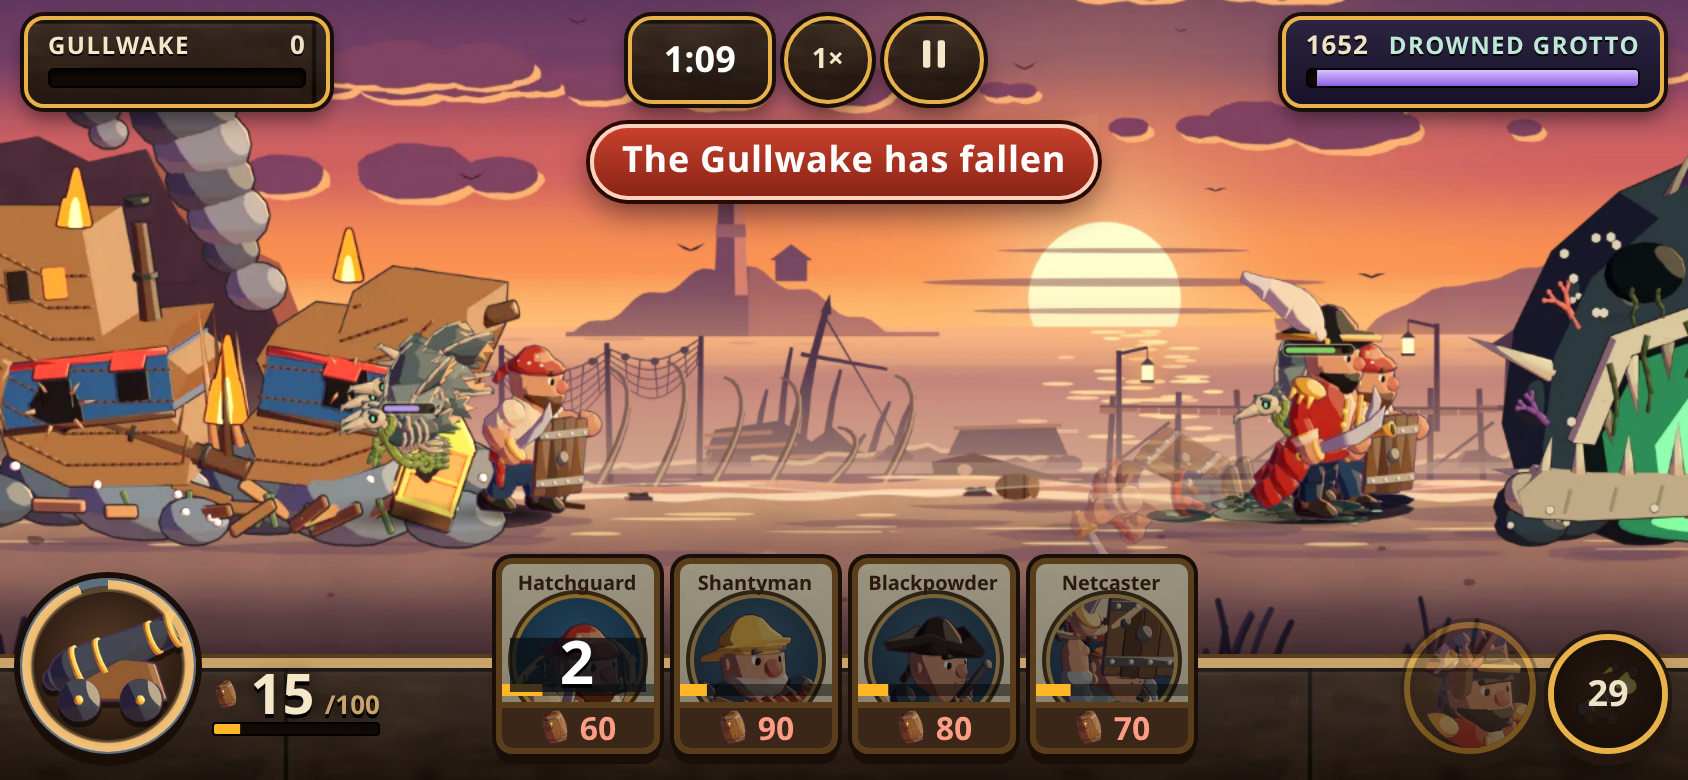 GULLWAKE 0
1:09
1×
1652 DROWNED GROTTO
The Gullwake has fallen
Hatchguard
2
60
Shantyman
90
Blackpowder
80
Netcaster
70
15 /100
29